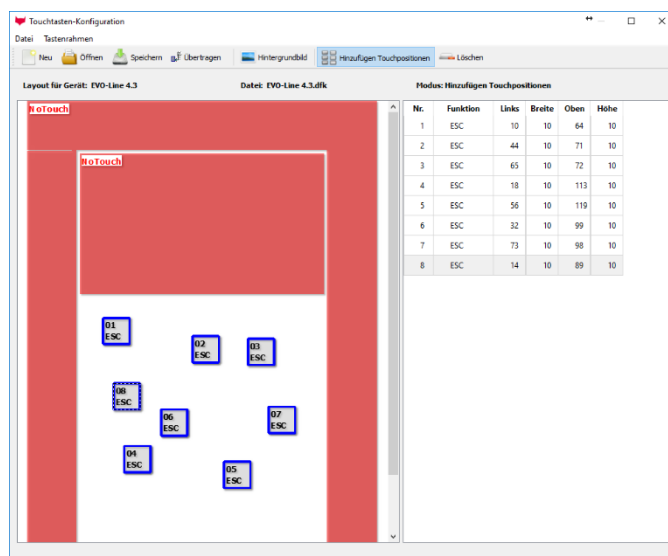 Touchtasten-Konfiguration
Datei Tastenrahmen
Neu Öffnen Speichern Übertragen Hintergrundbild Hinzufügen Touchpositionen Löschen
Layout für Gerät: EVO-Line 4.3 Datei: EVO-Line 4.3.dfk Modus: Hinzufügen Touchpositionen
NoTouch
NoTouch
01
ESC
02
ESC
03
ESC
08
ESC
06
ESC
07
ESC
04
ESC
05
ESC
Nr. Funktion Links Breite Oben Höhe
1 ESC 10 10 64 10
2 ESC 44 10 71 10
3 ESC 65 10 72 10
4 ESC 18 10 113 10
5 ESC 56 10 119 10
6 ESC 32 10 99 10
7 ESC 73 10 98 10
8 ESC 14 10 89 10